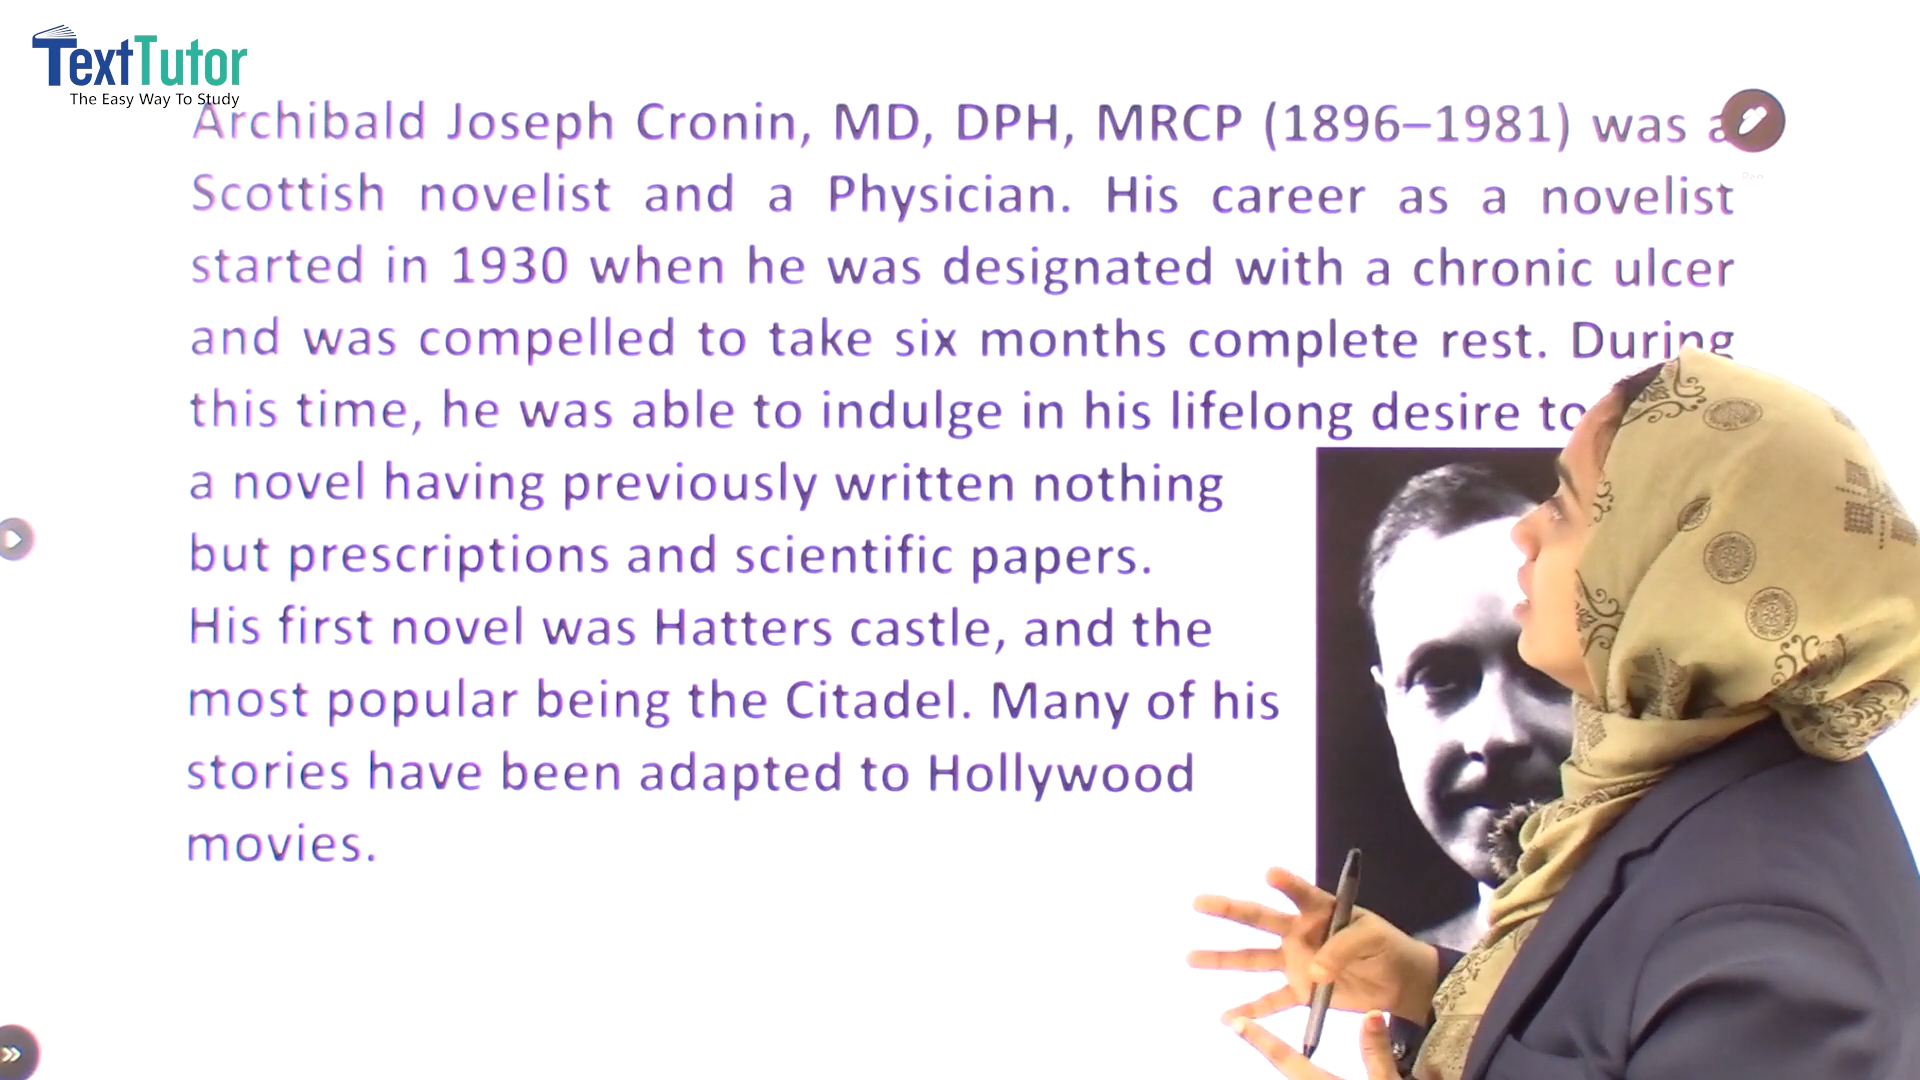 TextTutor
The Easy Way To Study
Archibald Joseph Cronin, MD, DPH, MRCP (1896–1981) was a
Scottish novelist and a Physician. His career as a novelist
started in 1930 when he was designated with a chronic ulcer
and was compelled to take six months complete rest. During
this time, he was able to indulge in his lifelong desire to
a novel having previously written nothing
but prescriptions and scientific papers.
His first novel was Hatters castle, and the
most popular being the Citadel. Many of his
stories have been adapted to Hollywood
movies.
Pen